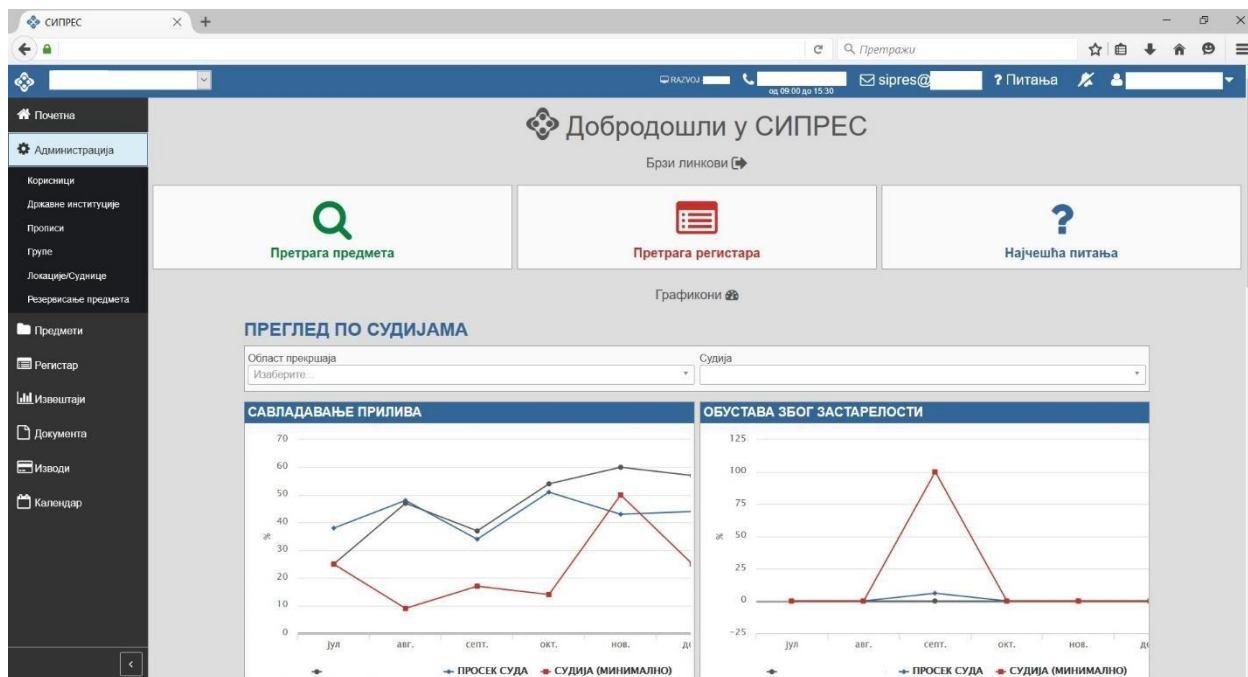 СИПРЕС
Претражи
RAZVOJ
од 09:00 до 15:30
sipres@
? Питања
Почетна
Администрација
Корисници
Државне институције
Прописи
Групе
Локације/Суднице
Резервисање предмета
Предмети
Регистар
Извештаји
Документа
Изводи
Календар
Добродошли у СИПРЕС
Брзи линкови
Претрага предмета
Претрага регистара
?
Најчешћа питања
Графикони
ПРЕГЛЕД ПО СУДИЈАМА
Област прекршаја
Изаберите...
Судија
САВЛАДАВАЊЕ ПРИЛИВА
70
60
50
40
30
20
10
0
%
јул авг. септ. окт. нов. де
ПРОСЕК СУДА СУДИЈА (МИНИМАЛНО)
ОБУСТАВА ЗБОГ ЗАСТАРЕЛОСТИ
125
100
75
50
25
0
-25
%
јул авг. септ. окт. нов. де
ПРОСЕК СУДА СУДИЈА (МИНИМАЛНО)